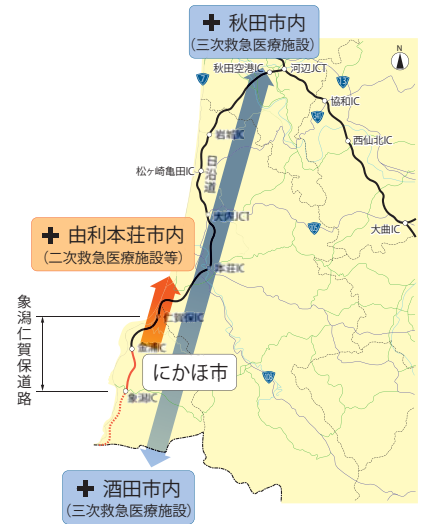 秋田市内
(三次救急医療施設)
N
秋田空港IC
河辺JCT
7
13
協和IC
岩城IC
西仙北IC
日沿道
松ヶ崎亀田IC
大内JCT
大曲IC
由利本荘市内
(二次救急医療施設等)
本荘IC
象潟仁賀保道路
仁賀保IC
金浦IC
にかほ市
象潟IC
酒田市内
(三次救急医療施設)